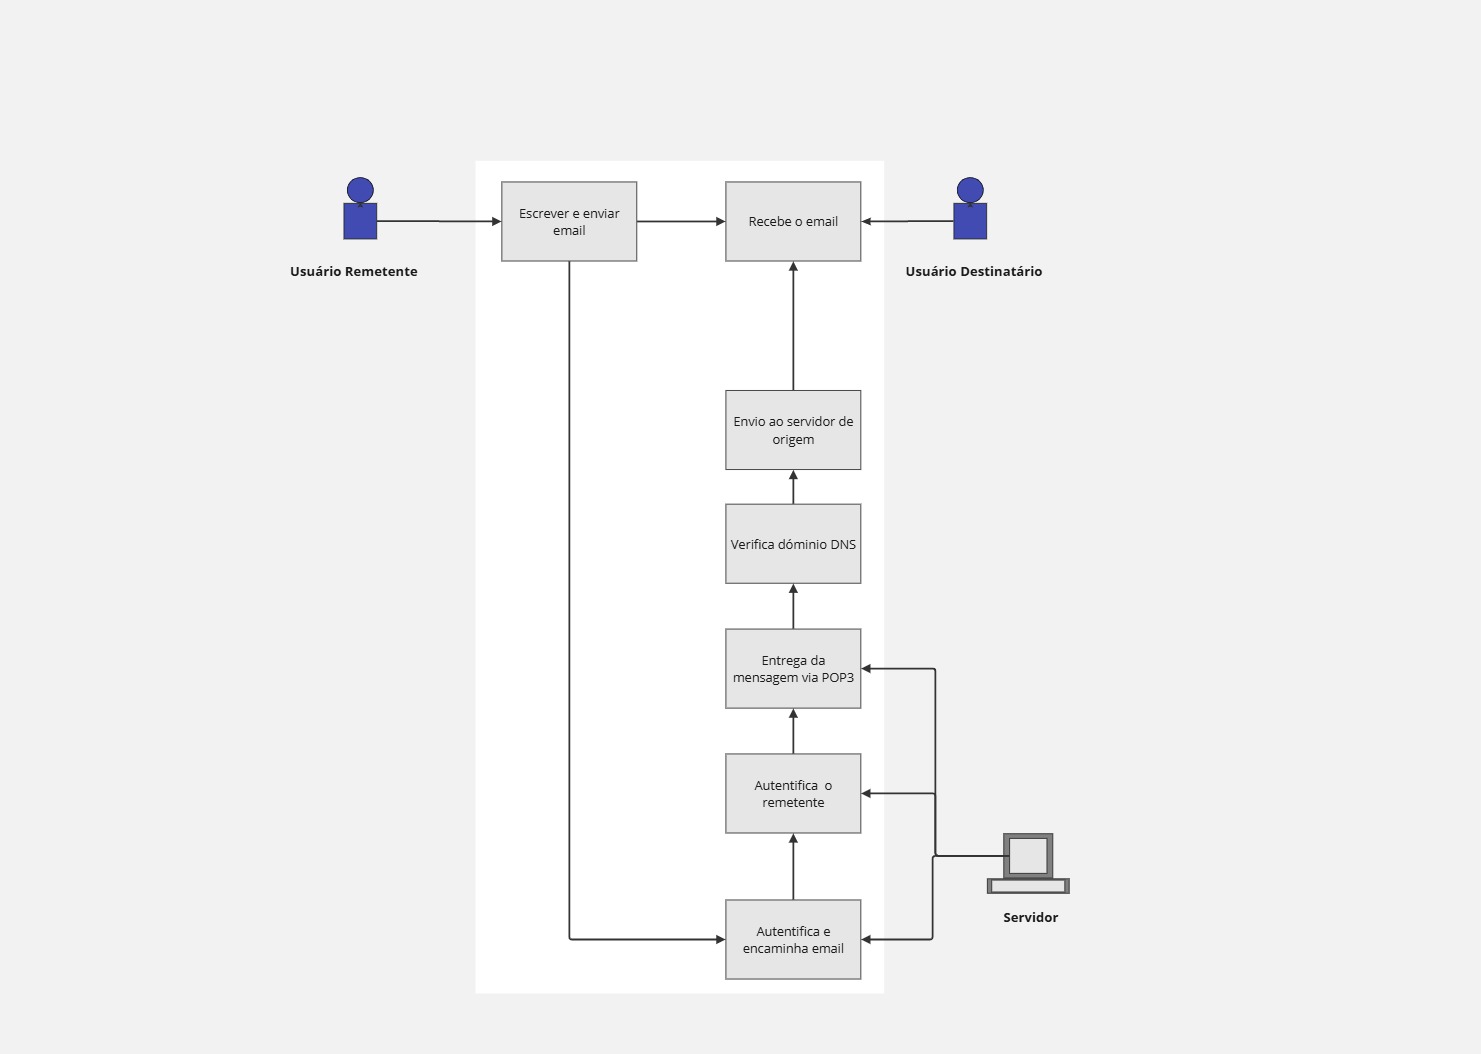 Escrever e enviar
email
Recebe o email
Usuário Remetente
Usuário Destinatário
Envio ao servidor de
origem
Verifica dóminio DNS
Entrega da
mensagem via POP3
Autentifica  o
remetente
Servidor
Autentifica e
encaminha email